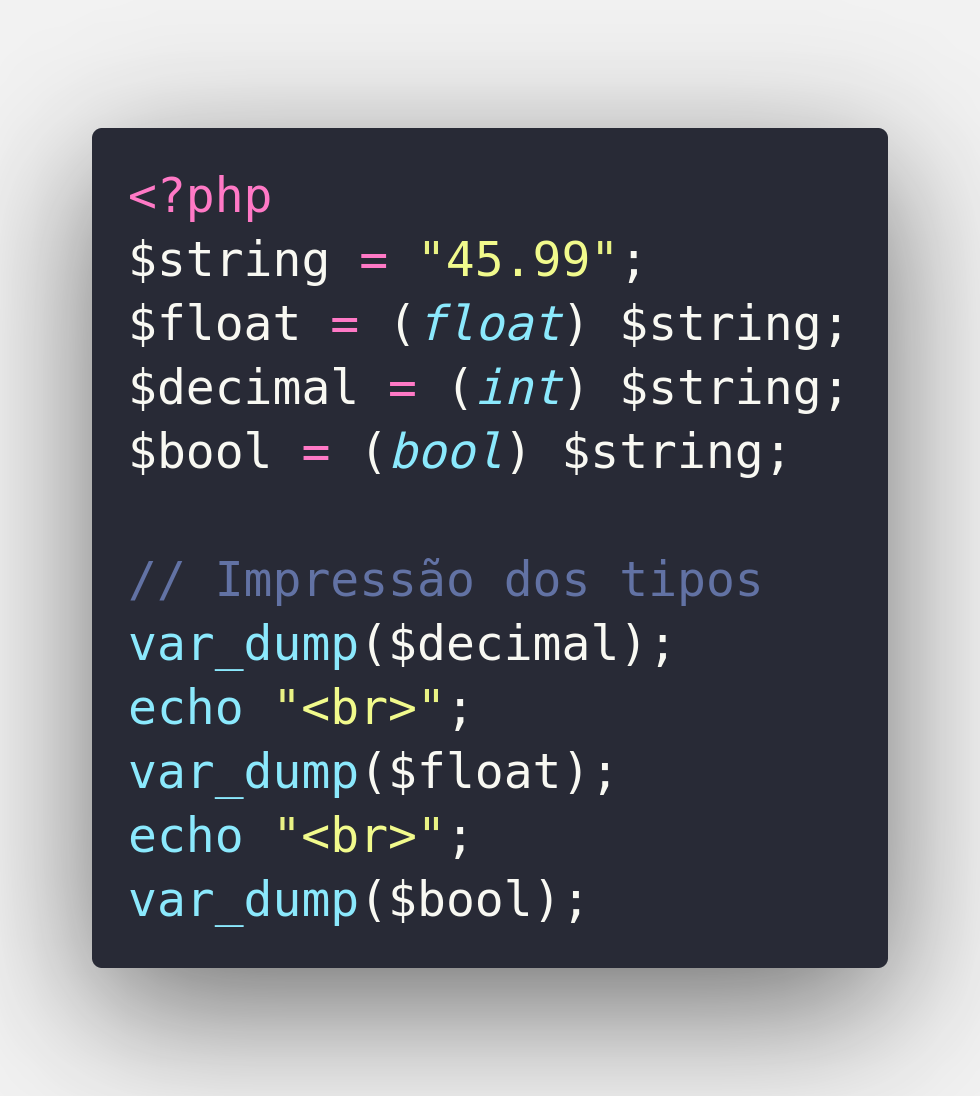 <?php
$string = "45.99";
$float = (float) $string;
$decimal = (int) $string;
$bool = (bool) $string;

// Impressão dos tipos
var_dump($decimal);
echo "<br>";
var_dump($float);
echo "<br>";
var_dump($bool);